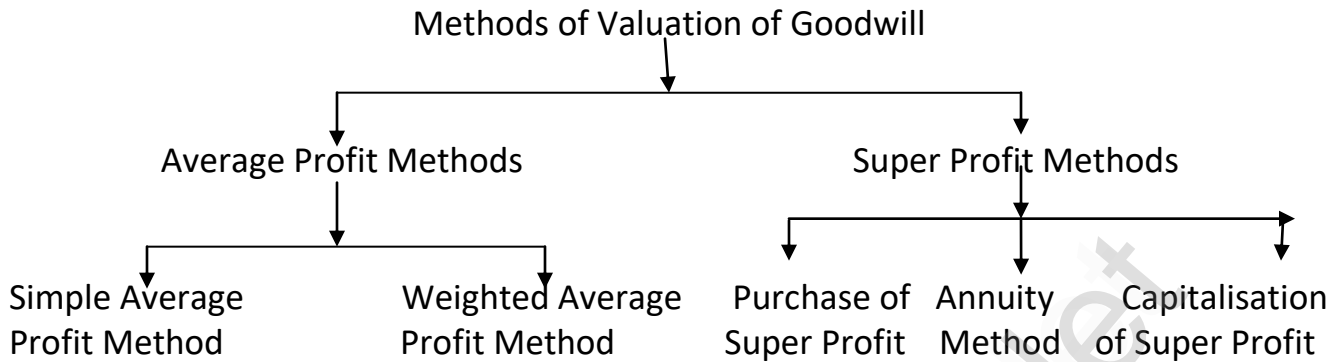 Methods of Valuation of Goodwill
Average Profit Methods
Super Profit Methods
Simple Average
Profit Method
Weighted Average
Profit Method
Purchase of
Super Profit
Annuity
Method
Capitalisation
of Super Profit